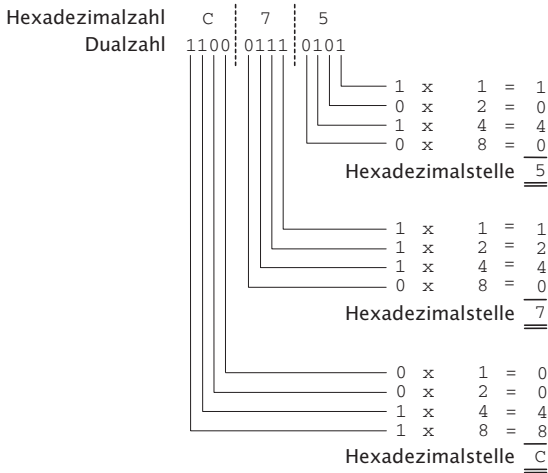 Hexadezimalzahl C 7 5
Dualzahl 1100 0111 0101
1 x 1 = 1
0 x 2 = 0
1 x 4 = 4
0 x 8 = 0
Hexadezimalstelle 5
1 x 1 = 1
1 x 2 = 2
1 x 4 = 4
0 x 8 = 0
Hexadezimalstelle 7
0 x 1 = 0
0 x 2 = 0
1 x 4 = 4
1 x 8 = 8
Hexadezimalstelle C